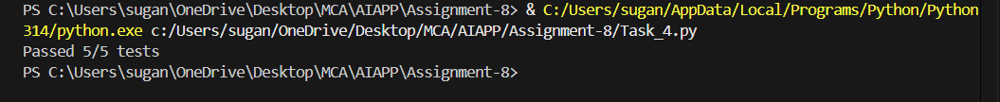 PS C:\Users\sugan\OneDrive\Desktop\MCA\AIAPP\Assignment-8> & C:/Users/sugan/AppData/Local/Programs/Python/Python
314/python.exe c:/Users/sugan/OneDrive/Desktop/MCA/AIAPP/Assignment-8/Task_4.py
Passed 5/5 tests
PS C:\Users\sugan\OneDrive\Desktop\MCA\AIAPP\Assignment-8>